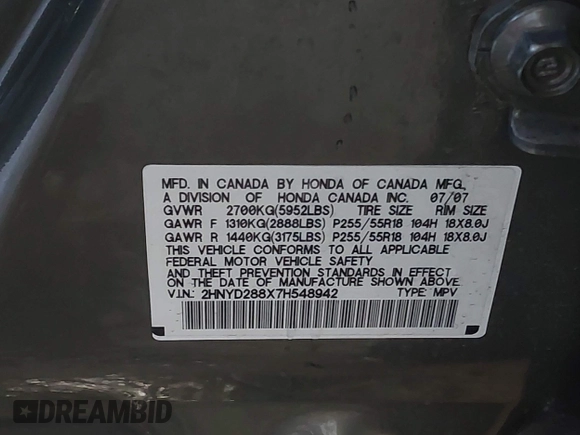 MFD. IN CANADA BY HONDA OF CANADA MFG.,
A DIVISION OF HONDA CANADA INC. 07/07
GVWR 2700KG(5952LBS) TIRE SIZE RIM SIZE
GAWR F 1310KG(2888LBS) P255/55R18 104H 18X8.0J
GAWR R 1440KG(3175LBS) P255/55R18 104H 18X8.0J
THIS VEHICLE CONFORMS TO ALL APPLICABLE
FEDERAL MOTOR VEHICLE SAFETY
AND THEFT PREVENTION STANDARDS IN EFFECT
ON THE DATE OF MANUFACTURE SHOWN ABOVE.
V.I.N.: 2HNYD288X7H548942 TYPE: MPV
DREAMBID